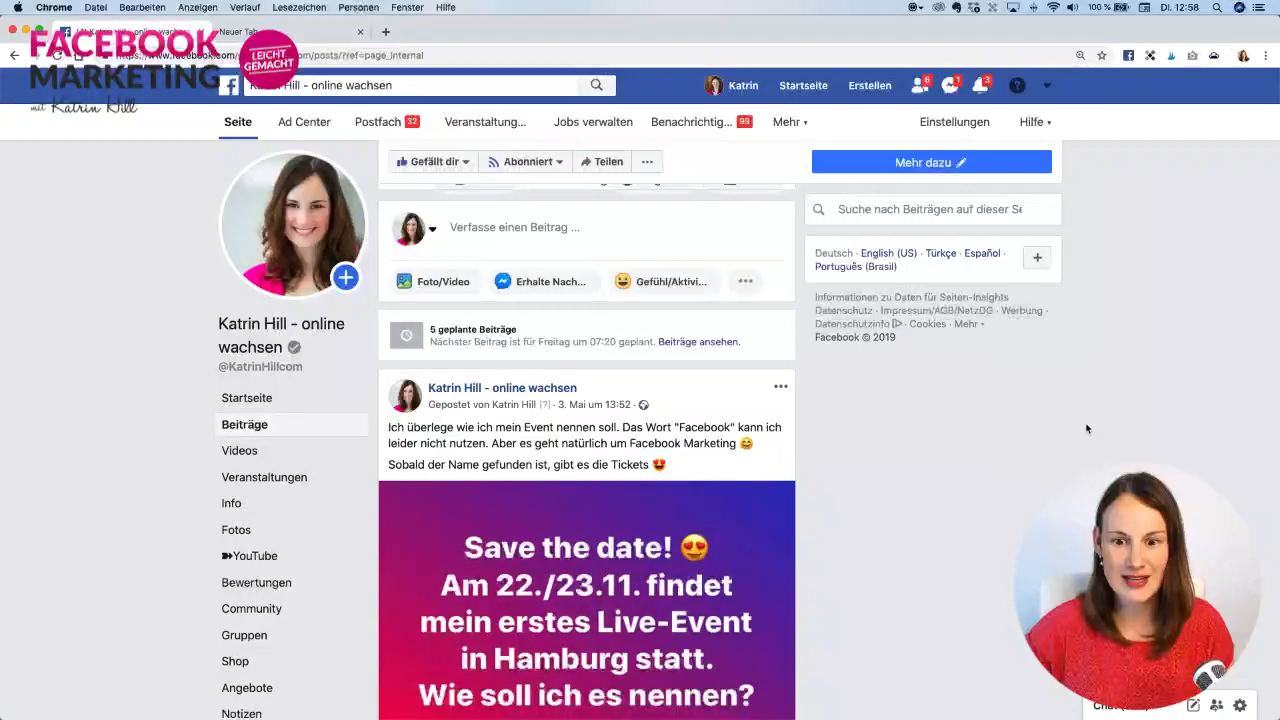 Chrome Datei Bearbeiten Anzeigen Verlauf Lesezeichen Personen Fenster Hilfe
100 % Di. 12:58
Neuer Tab
FACEBOOK
MARKETING
mit Katrin Hill
LEICHT
GEMACHT
posts/?ref=page_internal
Hill - online wachsen
Katrin Startseite Erstellen 6 1 3
Seite Ad Center Postfach 32 Veranstaltung... Jobs verwalten Benachrichtig... 99 Mehr Einstellungen Hilfe
Gefällt dir Abonniert Teilen
Mehr dazu
Verfasse einen Beitrag ...
Foto/Video Erhalte Nach... Gefühl/Aktivi...
Suche nach Beiträgen auf dieser Se
Deutsch · English (US) · Türkçe · Español ·
Português (Brasil)
Informationen zu Daten für Seiten-Insights
Datenschutz · Impressum/AGB/NetzDG · Werbung ·
Datenschutzinfo · Cookies · Mehr
Facebook © 2019
Katrin Hill - online
wachsen
@KatrinHillcom
Startseite
Beiträge
Videos
Veranstaltungen
Info
Fotos
YouTube
Bewertungen
Community
Gruppen
Shop
Angebote
Notizen
5 geplante Beiträge
Nächster Beitrag ist für Freitag um 07:20 geplant. Beiträge ansehen.
Katrin Hill - online wachsen
Gepostet von Katrin Hill [?] · 3. Mai um 13:52 ·
Ich überlege wie ich mein Event nennen soll. Das Wort "Facebook" kann ich
leider nicht nutzen. Aber es geht natürlich um Facebook Marketing 😊
Sobald der Name gefunden ist, gibt es die Tickets 😍
Save the date! 😍
Am 22./23.11. findet
mein erstes Live-Event
in Hamburg statt.
Wie soll ich es nennen?